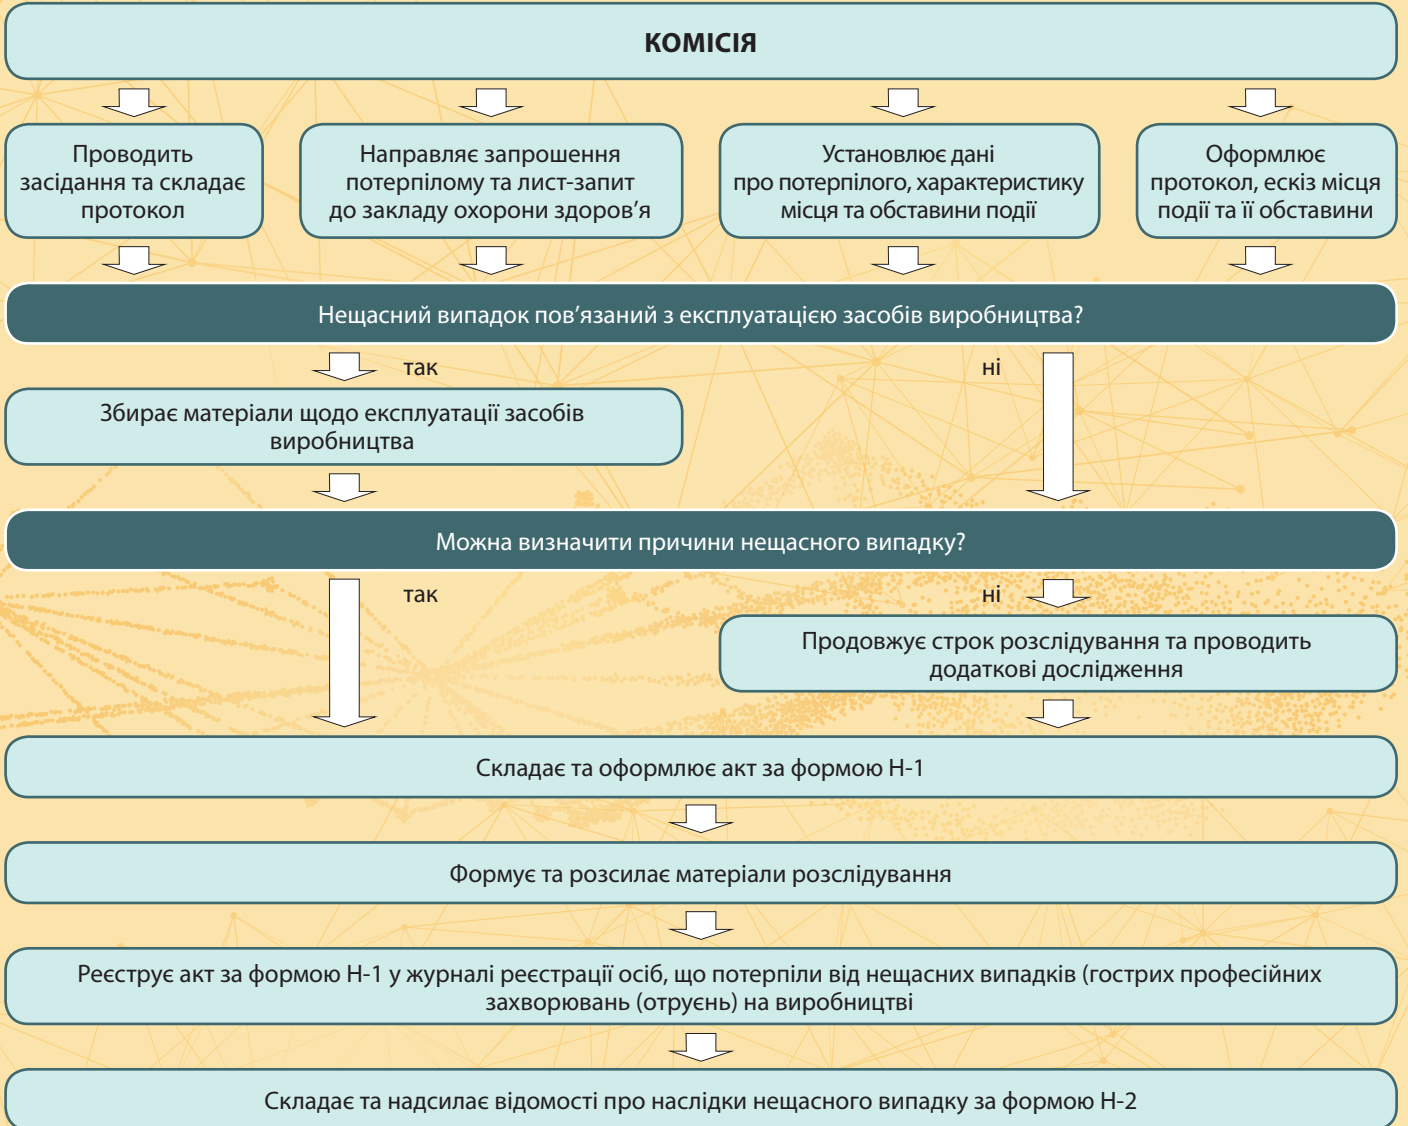 КОМІСІЯ
Проводить
засідання та складає
протокол
Направляє запрошення
потерпілому та лист-запит
до закладу охорони здоров’я
Установлює дані
про потерпілого, характеристику
місця та обставини події
Оформлює
протокол, ескіз місця
події та її обставини
Нещасний випадок пов’язаний з експлуатацією засобів виробництва?
так
ні
Збирає матеріали щодо експлуатації засобів
виробництва
Можна визначити причини нещасного випадку?
так
ні
Продовжує строк розслідування та проводить
додаткові дослідження
Складає та оформлює акт за формою Н-1
Формує та розсилає матеріали розслідування
Реєструє акт за формою Н-1 у журналі реєстрації осіб, що потерпіли від нещасних випадків (гострих професійних
захворювань (отруєнь) на виробництві
Складає та надсилає відомості про наслідки нещасного випадку за формою Н-2